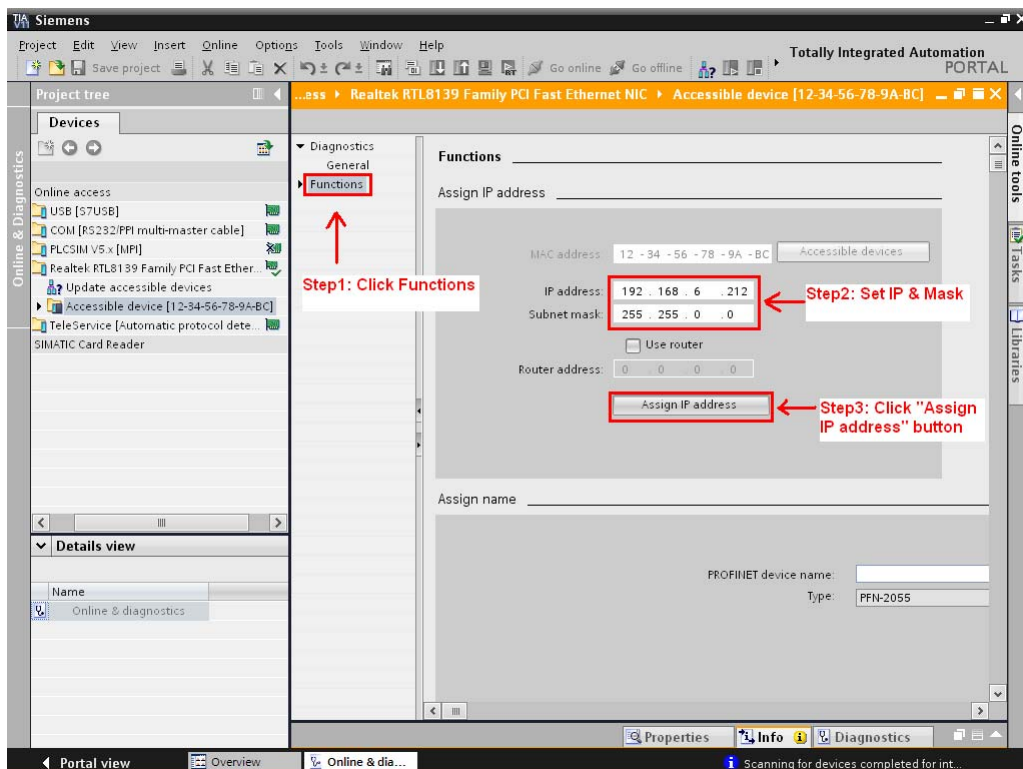 Siemens
Project Edit View Insert Online Options Tools Window Help
Save project
Go online
Go offline
Totally Integrated Automation
PORTAL
Project tree
...ess Realtek RTL8139 Family PCI Fast Ethernet NIC Accessible device [12-34-56-78-9A-BC]
Devices
Online & Diagnostics
Online access
USB [S7USB]
COM [RS232/PPI multi-master cable]
PLCSIM V5.x [MPI]
Realtek RTL8139 Family PCI Fast Ether...
Update accessible devices
Accessible device [12-34-56-78-9A-BC]
TeleService [Automatic protocol dete...
SIMATIC Card Reader
Details view
Name
Online & diagnostics
Diagnostics
General
Functions
Step1: Click Functions
Functions
Assign IP address
MAC address: 12 - 34 - 56 - 78 - 9A - BC Accessible devices
IP address: 192 . 168 . 6 . 212
Step2: Set IP & Mask
Subnet mask: 255 . 255 . 0 . 0
Use router
Router address: 0 . 0 . 0 . 0
Assign IP address
Step3: Click "Assign
IP address" button
Assign name
PROFINET device name:
Type: PFN-2055
Online tools
Tasks
Libraries
Properties
Info
Diagnostics
Portal view
Overview
Online & dia...
Scanning for devices completed for int...